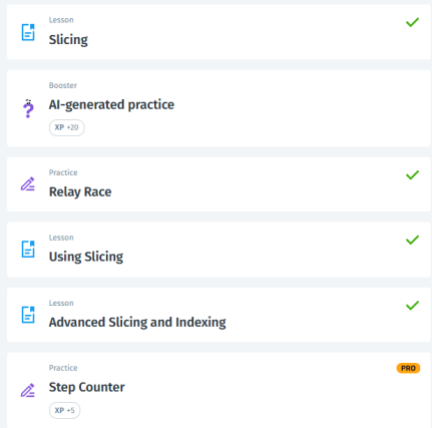 Lesson
Slicing
Booster
AI-generated practice
XP +20
Practice
Relay Race
Lesson
Using Slicing
Lesson
Advanced Slicing and Indexing
Practice
PRO
Step Counter
XP +5